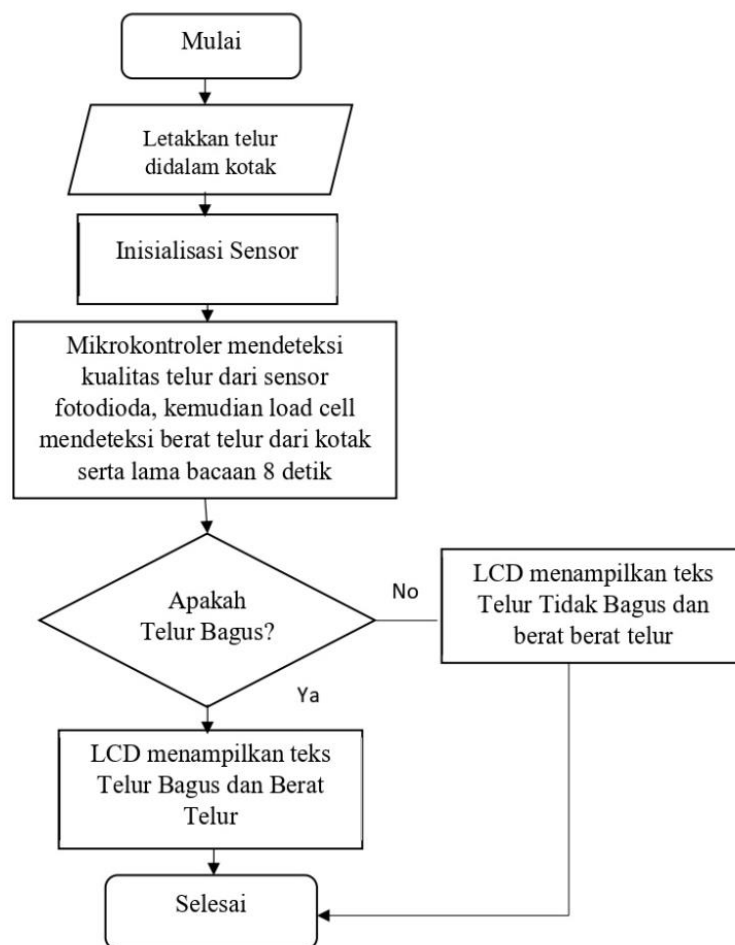 Mulai
Letakkan telur
didalam kotak
Inisialisasi Sensor
Mikrokontroler mendeteksi
kualitas telur dari sensor
fotodioda, kemudian load cell
mendeteksi berat telur dari kotak
serta lama bacaan 8 detik
Apakah
Telur Bagus?
No
LCD menampilkan teks
Telur Tidak Bagus dan
berat berat telur
Ya
LCD menampilkan teks
Telur Bagus dan Berat
Telur
Selesai